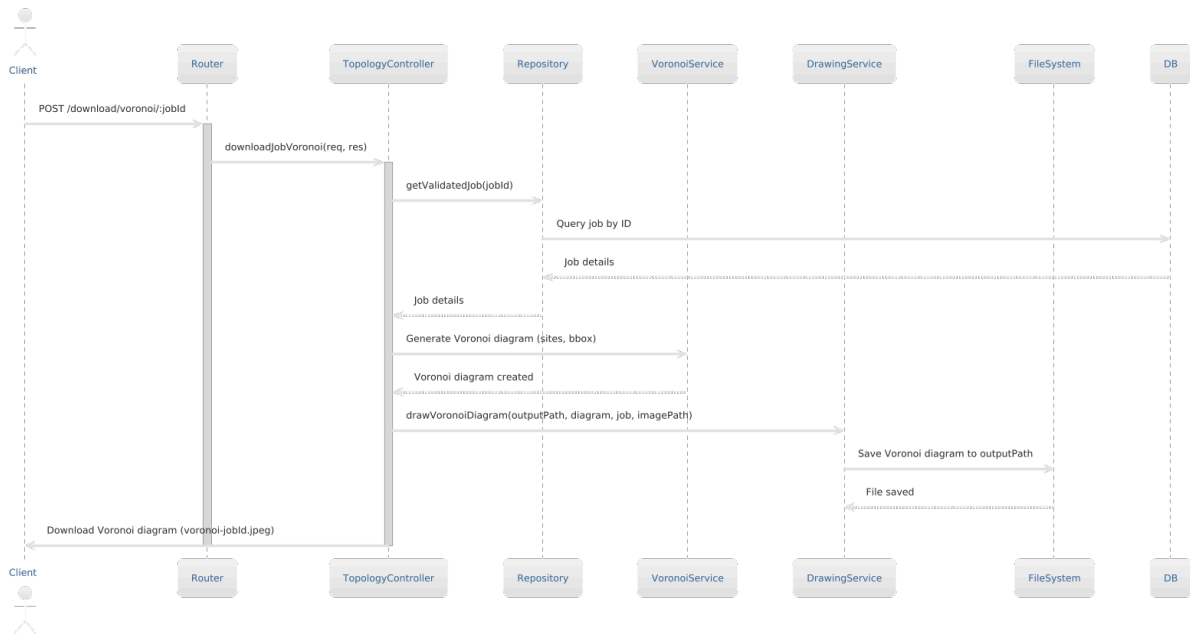 Client
Router
TopologyController
Repository
VoronoiService
DrawingService
FileSystem
DB
POST /download/voronoi/:jobId
downloadJobVoronoi(req, res)
getValidatedJob(jobId)
Query job by ID
Job details
Job details
Generate Voronoi diagram (sites, bbox)
Voronoi diagram created
drawVoronoiDiagram(outputPath, diagram, job, imagePath)
Save Voronoi diagram to outputPath
File saved
Download Voronoi diagram (voronoi-jobId.jpeg)
Client
Router
TopologyController
Repository
VoronoiService
DrawingService
FileSystem
DB